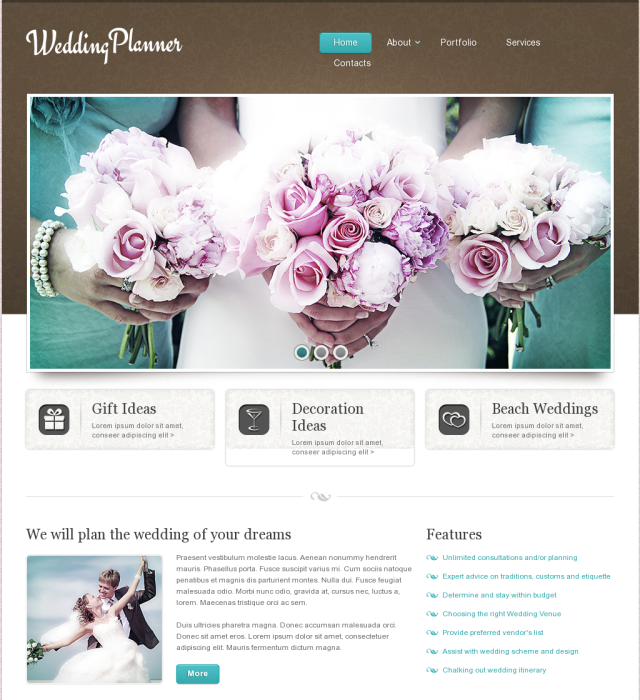 Wedding Planner
Home
About
Portfolio
Services
Contacts
Gift Ideas
Lorem ipsum dolor sit amet,
conseer adipiscing elit >
Decoration
Ideas
Lorem ipsum dolor sit amet,
conseer adipiscing elit >
Beach Weddings
Lorem ipsum dolor sit amet,
conseer adipiscing elit >
We will plan the wedding of your dreams
Praesent vestibulum molestie lacus. Aenean nonummy hendrerit
mauris. Phasellus porta. Fusce suscipit varius mi. Cum sociis natoque
penatibus et magnis dis parturient montes. Nulla dui. Fusce feugiat
malesuada odio. Morbi nunc odio, gravida at, cursus nec, luctus a,
lorem. Maecenas tristique orci ac sem.
Duis ultricies pharetra magna. Donec accumsan malesuada orci.
Donec sit amet eros. Lorem ipsum dolor sit amet, consectetuer
adipiscing elit. Mauris fermentum dictum magna.
More
Features
Unlimited consultations and/or planning
Expert advice on traditions, customs and etiquette
Determine and stay within budget
Choosing the right Wedding Venue
Provide preferred vendor's list
Assist with wedding scheme and design
Chalking out wedding itinerary